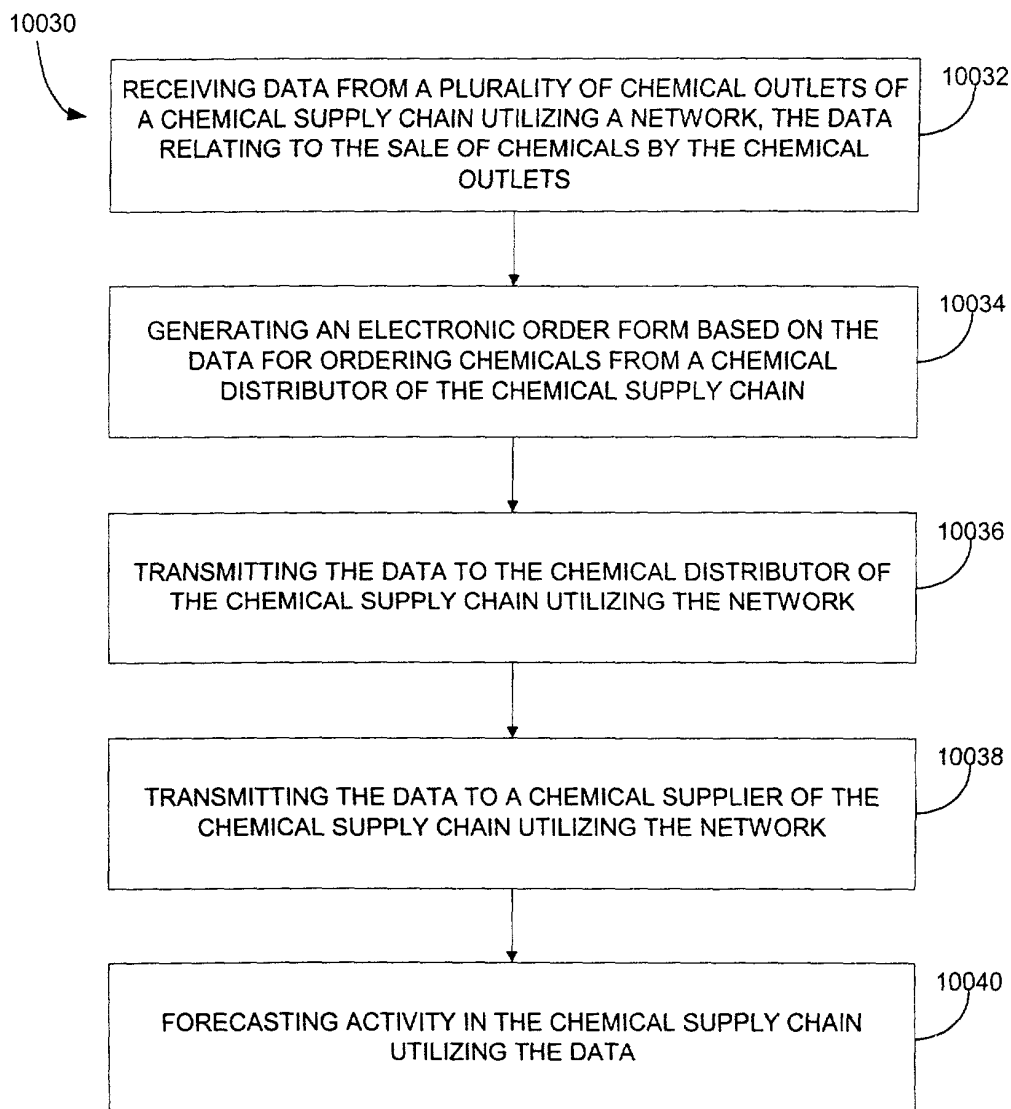 10030
RECEIVING DATA FROM A PLURALITY OF CHEMICAL OUTLETS OF
A CHEMICAL SUPPLY CHAIN UTILIZING A NETWORK, THE DATA
RELATING TO THE SALE OF CHEMICALS BY THE CHEMICAL
OUTLETS
10032
GENERATING AN ELECTRONIC ORDER FORM BASED ON THE
DATA FOR ORDERING CHEMICALS FROM A CHEMICAL
DISTRIBUTOR OF THE CHEMICAL SUPPLY CHAIN
10034
TRANSMITTING THE DATA TO THE CHEMICAL DISTRIBUTOR OF
THE CHEMICAL SUPPLY CHAIN UTILIZING THE NETWORK
10036
TRANSMITTING THE DATA TO A CHEMICAL SUPPLIER OF THE
CHEMICAL SUPPLY CHAIN UTILIZING THE NETWORK
10038
FORECASTING ACTIVITY IN THE CHEMICAL SUPPLY CHAIN
UTILIZING THE DATA
10040